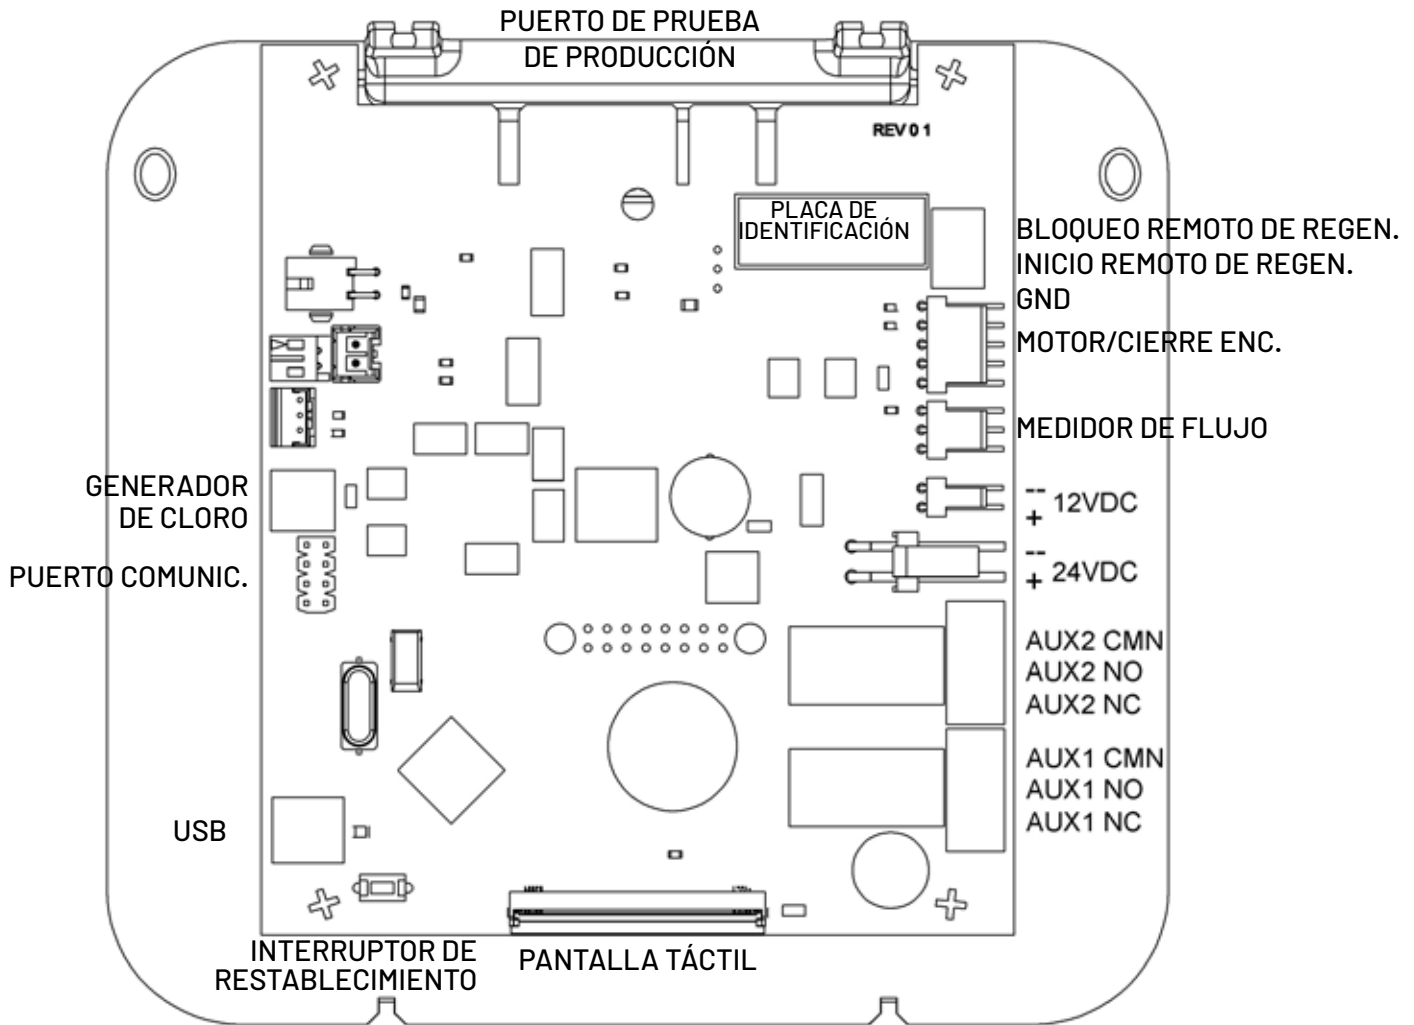 PUERTO DE PRUEBA
DE PRODUCCIÓN
REV 0 1
PLACA DE
IDENTIFICACIÓN
BLOQUEO REMOTO DE REGEN.
INICIO REMOTO DE REGEN.
GND
MOTOR/CIERRE ENC.
MEDIDOR DE FLUJO
GENERADOR
DE CLORO
PUERTO COMUNIC.
-- 12VDC
+
-- 24VDC
+
AUX2 CMN
AUX2 NO
AUX2 NC
AUX1 CMN
AUX1 NO
AUX1 NC
USB
INTERRUPTOR DE
RESTABLECIMIENTO
PANTALLA TÁCTIL